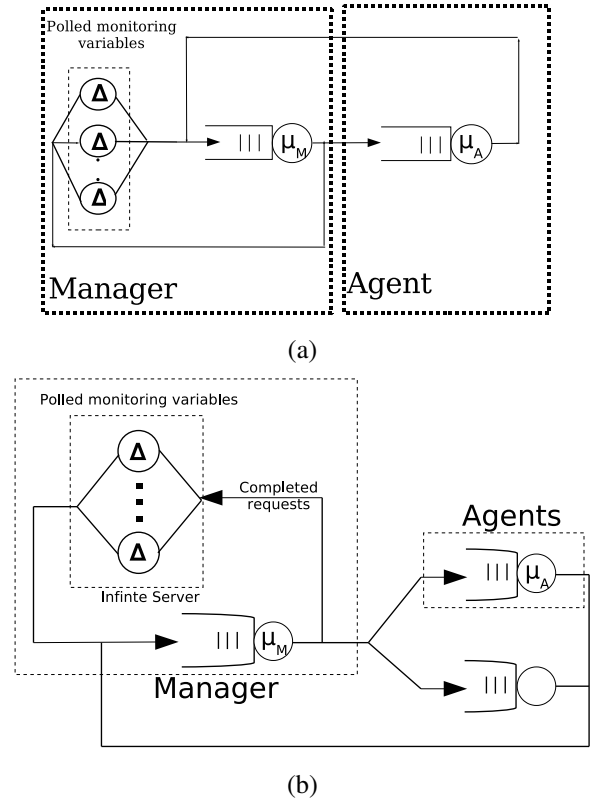 Polled monitoring
variables
Δ
Δ
Δ
μM
μA
Manager
Agent
(a)
Polled monitoring variables
Δ
Δ
Completed
requests
Infinte Server
Agents
μA
μM
Manager
(b)